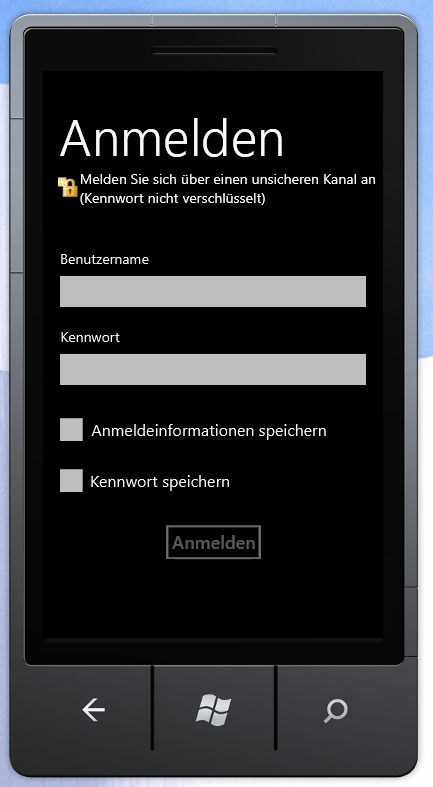 Anmelden
Melden Sie sich über einen unsicheren Kanal an
(Kennwort nicht verschlüsselt)
Benutzername
Kennwort
Anmeldeinformationen speichern
Kennwort speichern
Anmelden